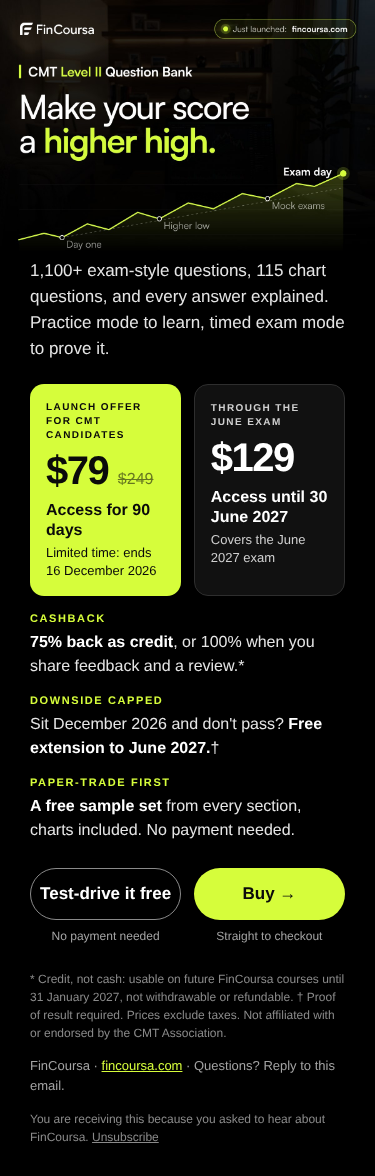 FinCoursa
Just launched: fincoursa.com
CMT Level II Question Bank
Make your score
a higher high.
Exam day
Mock exams
Higher low
Day one
1,100+ exam-style questions, 115 chart
questions, and every answer explained.
Practice mode to learn, timed exam mode
to prove it.
LAUNCH OFFER
FOR CMT
CANDIDATES
$79 $249
Access for 90
days
Limited time: ends
16 December 2026
THROUGH THE
JUNE EXAM
$129
Access until 30
June 2027
Covers the June
2027 exam
CASHBACK
75% back as credit, or 100% when you
share feedback and a review.*
DOWNSIDE CAPPED
Sit December 2026 and don't pass? Free
extension to June 2027.†
PAPER-TRADE FIRST
A free sample set from every section,
charts included. No payment needed.
Test-drive it free
No payment needed
Buy →
Straight to checkout
* Credit, not cash: usable on future FinCoursa courses until
31 January 2027, not withdrawable or refundable. † Proof
of result required. Prices exclude taxes. Not affiliated with
or endorsed by the CMT Association.
FinCoursa · fincoursa.com · Questions? Reply to this
email.
You are receiving this because you asked to hear about
FinCoursa. Unsubscribe